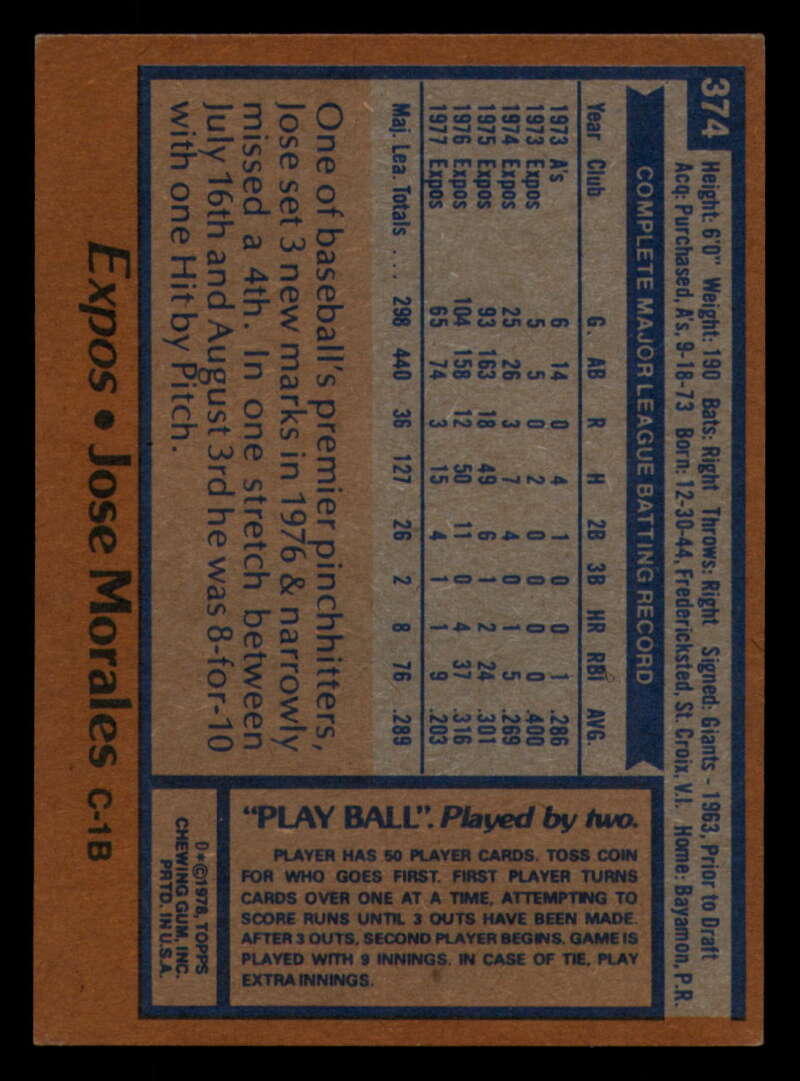 374
Height: 6'0" Weight: 190 Bats: Right Throws: Right Signed: Giants - 1963, Prior to Draft
Acq: Purchased, A's, 9-18-73 Born: 12-30-44, Fredericksted, St. Croix, V.I. Home: Bayamon, P.R.
COMPLETE MAJOR LEAGUE BATTING RECORD
Year Club G. AB R H 2B 3B HR RBI AVG.
1973 A's 6 14 0 4 1 0 0 1 .286
1973 Expos 5 5 0 2 0 0 0 0 .400
1974 Expos 25 26 3 7 4 0 1 5 .269
1975 Expos 93 163 18 49 6 1 2 24 .301
1976 Expos 104 158 12 50 11 0 4 37 .316
1977 Expos 65 74 3 15 4 1 1 9 .203
Maj. Lea. Totals ... 298 440 36 127 26 2 8 76 .289
One of baseball's premier pinchhitters,
Jose set 3 new marks in 1976 & narrowly
missed a 4th. In one stretch between
July 16th and August 3rd he was 8-for-10
with one Hit by Pitch.
"PLAY BALL". Played by two.
PLAYER HAS 50 PLAYER CARDS. TOSS COIN
FOR WHO GOES FIRST. FIRST PLAYER TURNS
CARDS OVER ONE AT A TIME, ATTEMPTING TO
SCORE RUNS UNTIL 3 OUTS HAVE BEEN MADE.
AFTER 3 OUTS, SECOND PLAYER BEGINS. GAME IS
PLAYED WITH 9 INNINGS. IN CASE OF TIE, PLAY
EXTRA INNINGS.
D*©1978, TOPPS
CHEWING GUM, INC.
PRTD. IN U.S.A.
Expos • Jose Morales C-1B